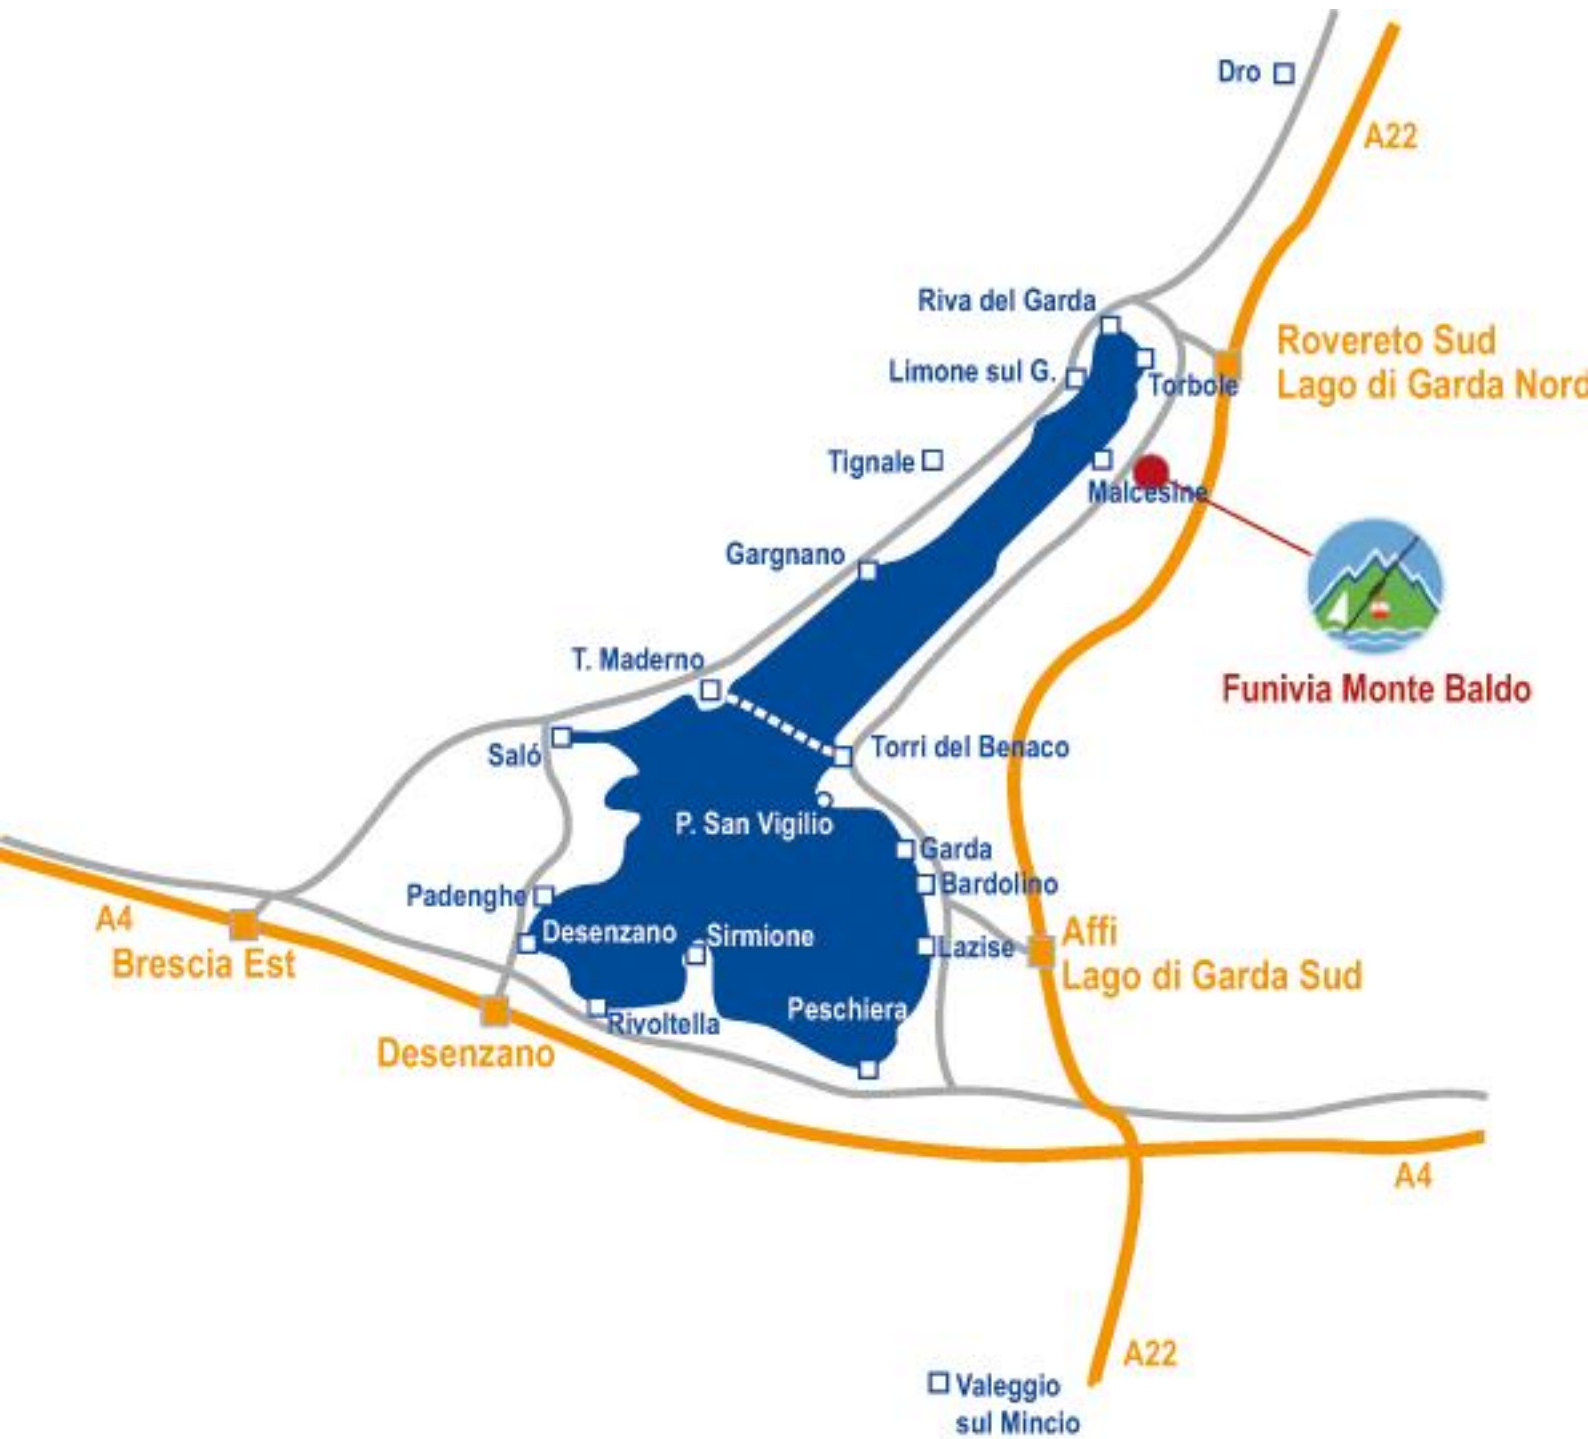 Dro
A22
Riva del Garda
Rovereto Sud
Lago di Garda Nord
Limone sul G.
Torbole
Tignale
Malcesine
Gargnano
T. Maderno
Funivia Monte Baldo
Saló
Torri del Benaco
P. San Vigilio
Garda
Bardolino
Padenghe
A4
Brescia Est
Desenzano
Sirmione
Lazise
Affi
Lago di Garda Sud
Peschiera
Rivoltella
Desenzano
A4
A22
Valeggio
sul Mincio